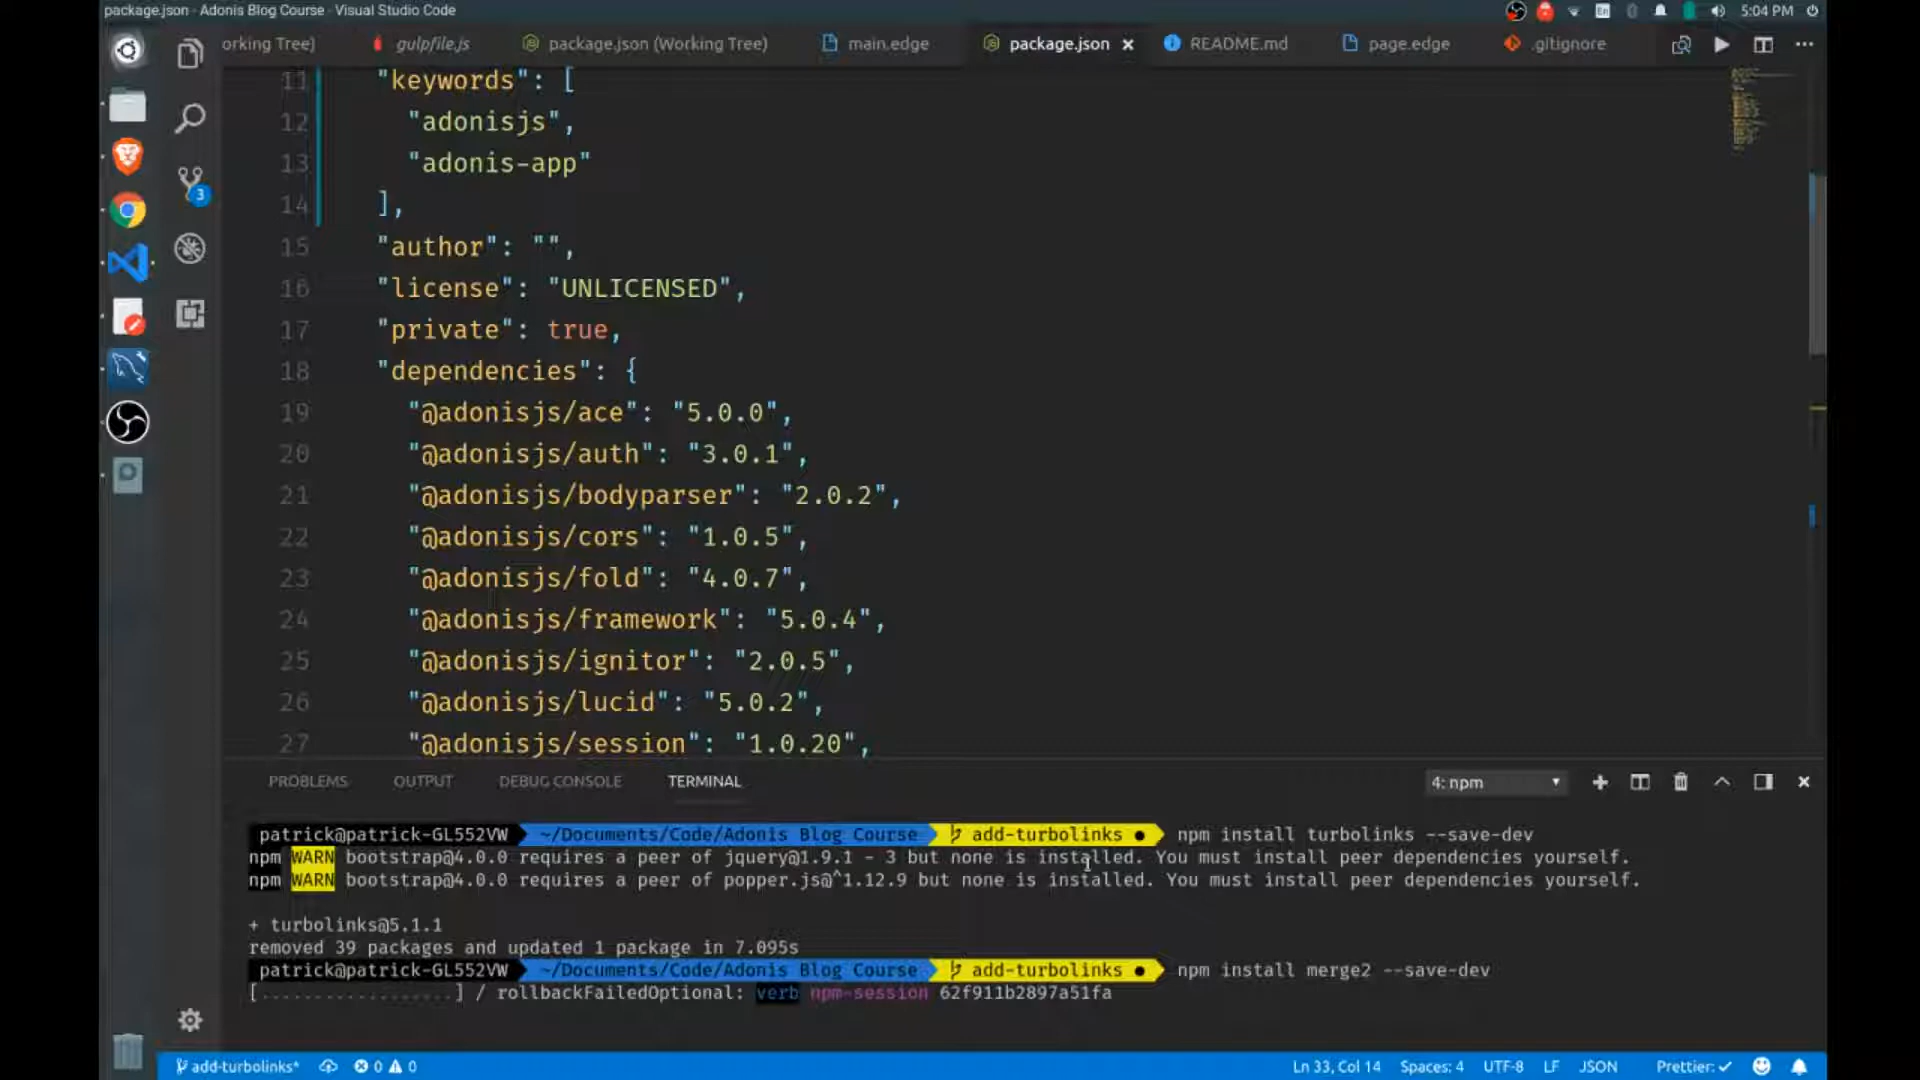 package.json - Adonis Blog Course - Visual Studio Code
En
5:04 PM
orking Tree)
gulpfile.js
package.json (Working Tree)
main.edge
package.json
README.md
page.edge
.gitignore
11 "keywords": [
12 "adonisjs",
13 "adonis-app"
14 ],
15 "author": "",
16 "license": "UNLICENSED",
17 "private": true,
18 "dependencies": {
19 "@adonisjs/ace": "5.0.0",
20 "@adonisjs/auth": "3.0.1",
21 "@adonisjs/bodyparser": "2.0.2",
22 "@adonisjs/cors": "1.0.5",
23 "@adonisjs/fold": "4.0.7",
24 "@adonisjs/framework": "5.0.4",
25 "@adonisjs/ignitor": "2.0.5",
26 "@adonisjs/lucid": "5.0.2",
27 "@adonisjs/session": "1.0.20",
3
PROBLEMS
OUTPUT
DEBUG CONSOLE
TERMINAL
4: npm
patrick@patrick-GL552VW ~/Documents/Code/Adonis Blog Course add-turbolinks ● npm install turbolinks --save-dev
npm WARN bootstrap@4.0.0 requires a peer of jquery@1.9.1 - 3 but none is installed. You must install peer dependencies yourself.
npm WARN bootstrap@4.0.0 requires a peer of popper.js@^1.12.9 but none is installed. You must install peer dependencies yourself.
+ turbolinks@5.1.1
removed 39 packages and updated 1 package in 7.095s
patrick@patrick-GL552VW ~/Documents/Code/Adonis Blog Course add-turbolinks ● npm install merge2 --save-dev
[..................] / rollbackFailedOptional: verb npm-session 62f911b2897a51fa
add-turbolinks*
0
0
Ln 33, Col 14
Spaces: 4
UTF-8
LF
JSON
Prettier: ✓